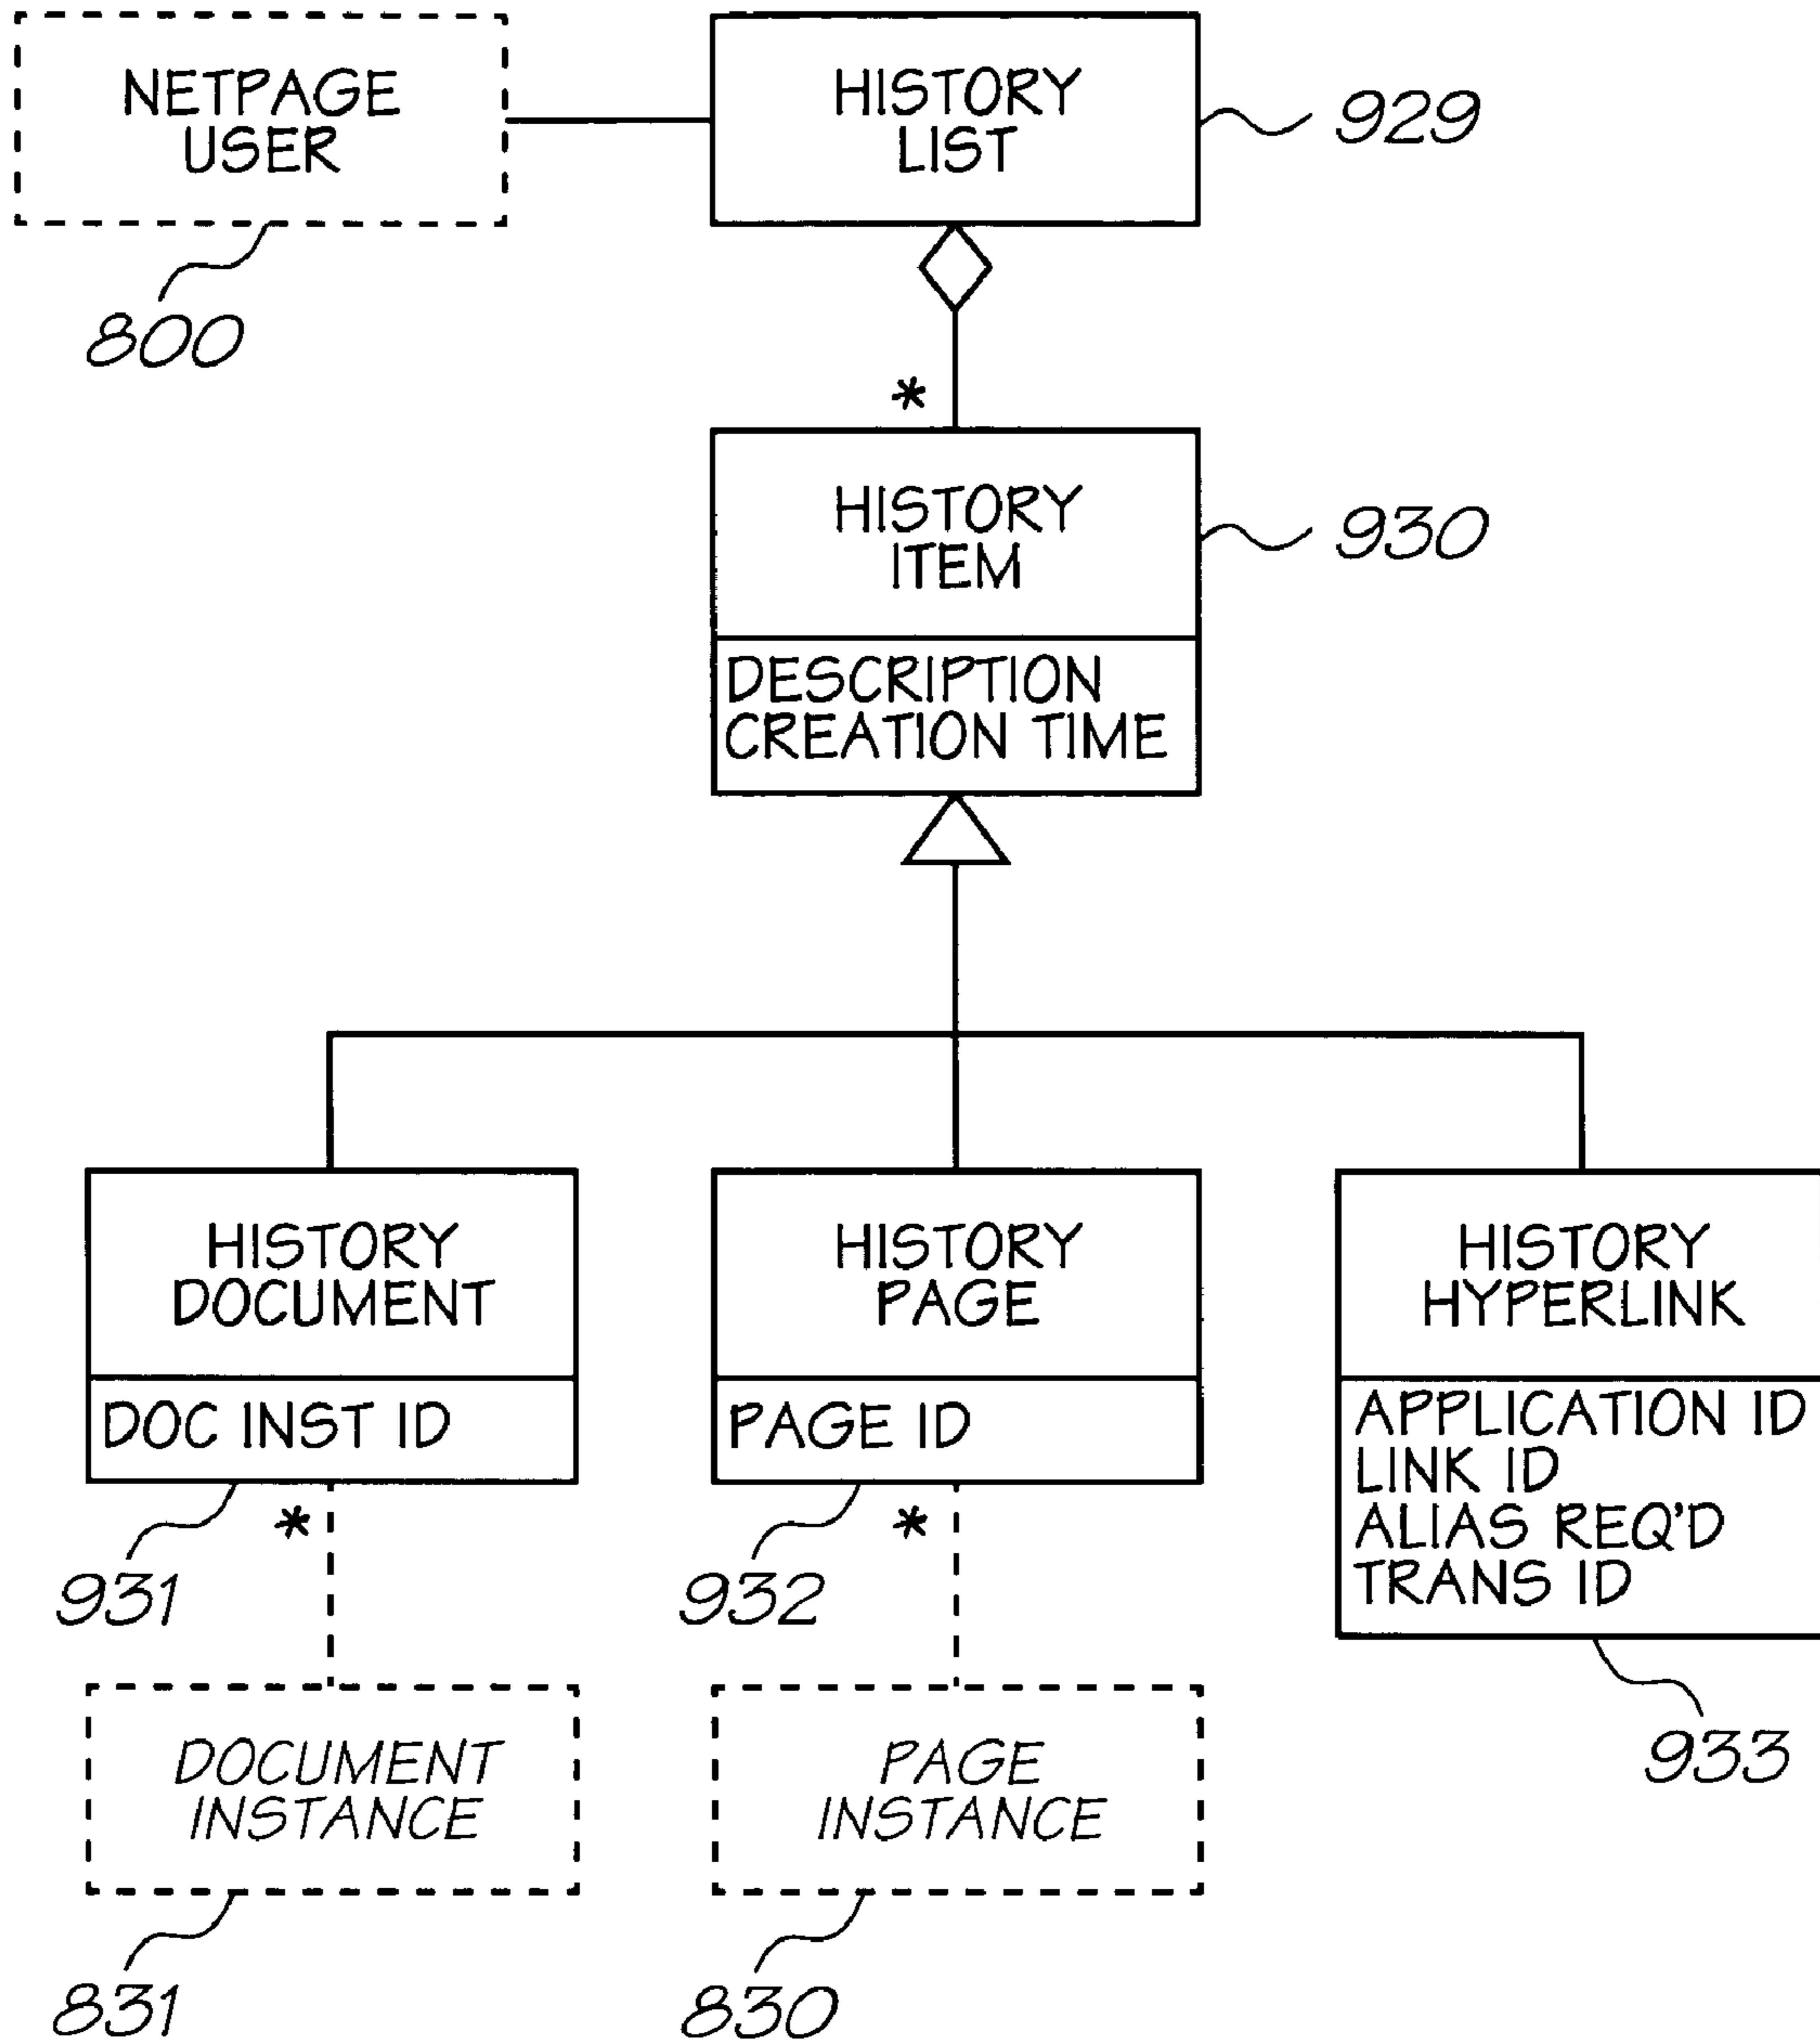 NETPAGE
USER
800
HISTORY
LIST
929
*
HISTORY
ITEM
930
DESCRIPTION
CREATION TIME
HISTORY
DOCUMENT
DOC INST ID
931
*
HISTORY
PAGE
PAGE ID
932
*
HISTORY
HYPERLINK
APPLICATION ID
LINK ID
ALIAS REQ'D
TRANS ID
933
DOCUMENT
INSTANCE
831
PAGE
INSTANCE
830